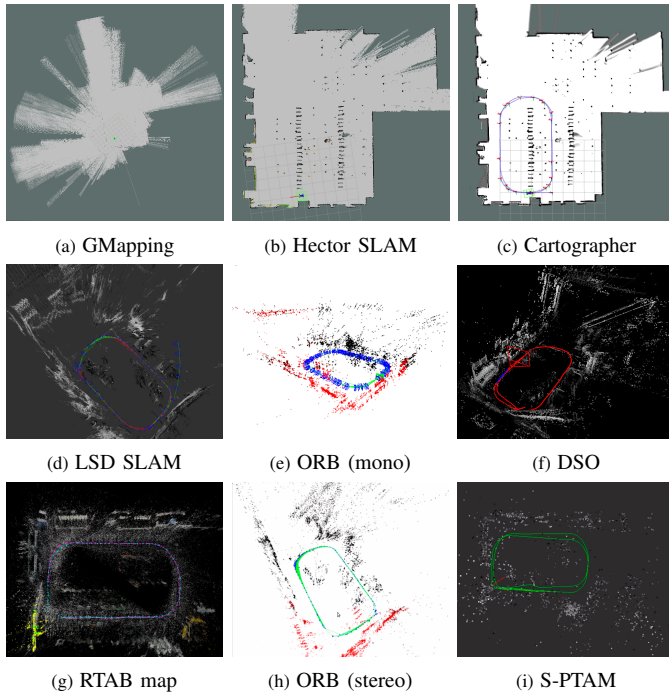 (a) GMapping
(b) Hector SLAM
(c) Cartographer
(d) LSD SLAM
(e) ORB (mono)
(f) DSO
(g) RTAB map
(h) ORB (stereo)
(i) S-PTAM